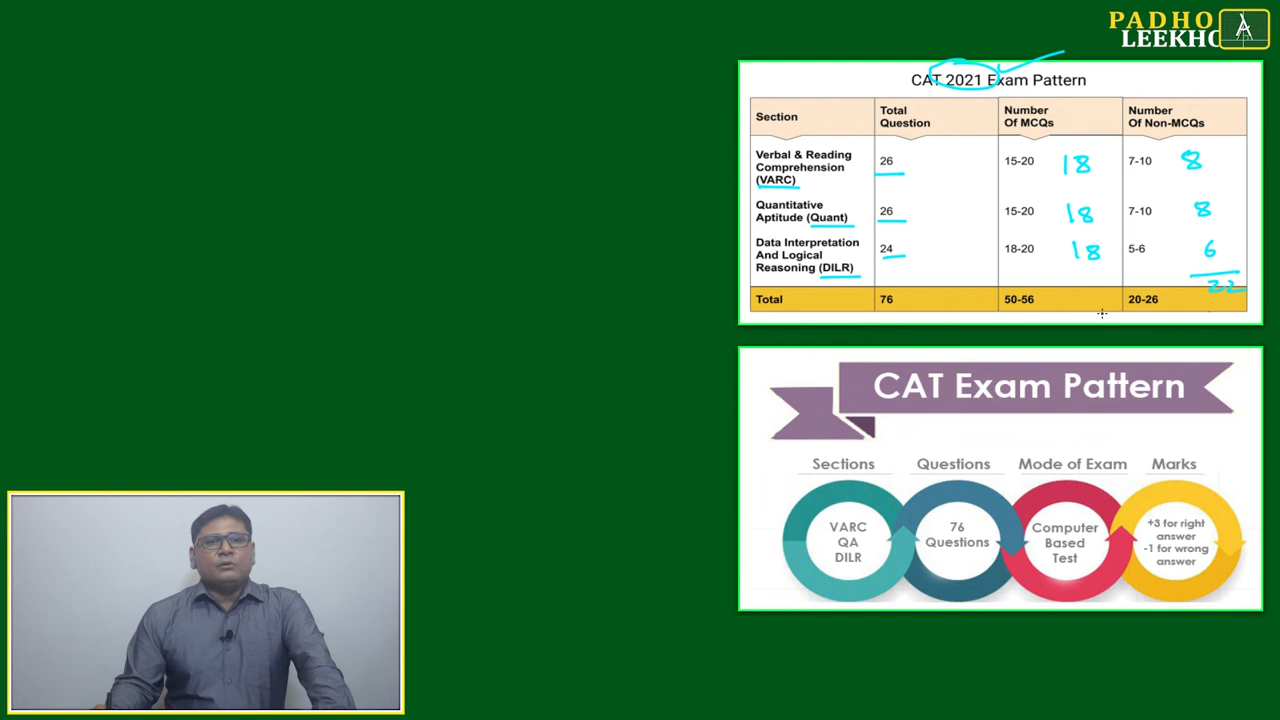 PADHO
LEEKHO
CAT 2021 Exam Pattern
Section Total Question Number Of MCQs Number Of Non-MCQs
Verbal & Reading Comprehension (VARC) 26 15-20 18 7-10 8
Quantitative Aptitude (Quant) 26 15-20 18 7-10 8
Data Interpretation And Logical Reasoning (DILR) 24 18-20 18 5-6 6
22
Total 76 50-56 20-26
CAT Exam Pattern
Sections Questions Mode of Exam Marks
VARC
QA
DILR
76
Questions
Computer
Based
Test
+3 for right
answer
-1 for wrong
answer